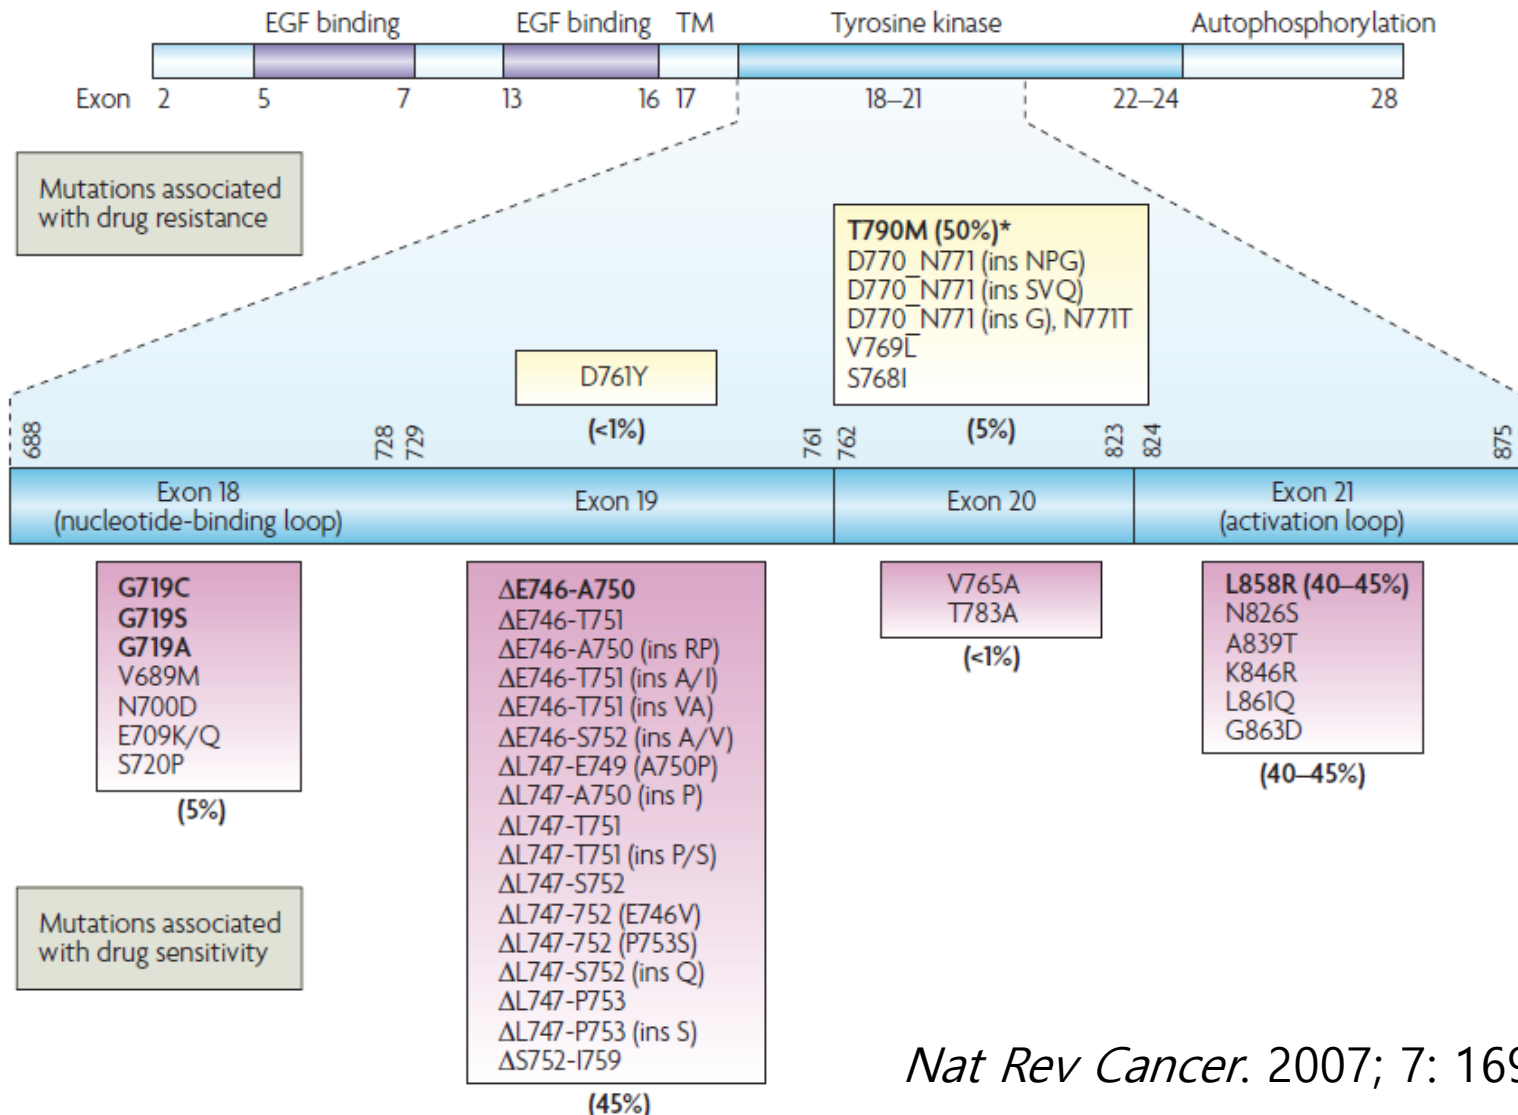 EGF binding EGF binding TM Tyrosine kinase Autophosphorylation
Exon 2 5 7 13 16 17 18–21 22–24 28
Mutations associated
with drug resistance
T790M (50%)*
D770_N771 (ins NPG)
D770_N771 (ins SVQ)
D770_N771 (ins G), N771T
V769L
S768I
(5%)
D761Y
(<1%)
688 728 729 761 762 823 824 875
Exon 18
(nucleotide-binding loop)
Exon 19
Exon 20
Exon 21
(activation loop)
G719C
G719S
G719A
V689M
N700D
E709K/Q
S720P
(5%)
ΔE746-A750
ΔE746-T751
ΔE746-A750 (ins RP)
ΔE746-T751 (ins A/I)
ΔE746-T751 (ins VA)
ΔE746-S752 (ins A/V)
ΔL747-E749 (A750P)
ΔL747-A750 (ins P)
ΔL747-T751
ΔL747-T751 (ins P/S)
ΔL747-S752
ΔL747-752 (E746V)
ΔL747-752 (P753S)
ΔL747-S752 (ins Q)
ΔL747-P753
ΔL747-P753 (ins S)
ΔS752-I759
(45%)
V765A
T783A
(<1%)
L858R (40–45%)
N826S
A839T
K846R
L861Q
G863D
(40–45%)
Mutations associated
with drug sensitivity
Nat Rev Cancer. 2007; 7: 169